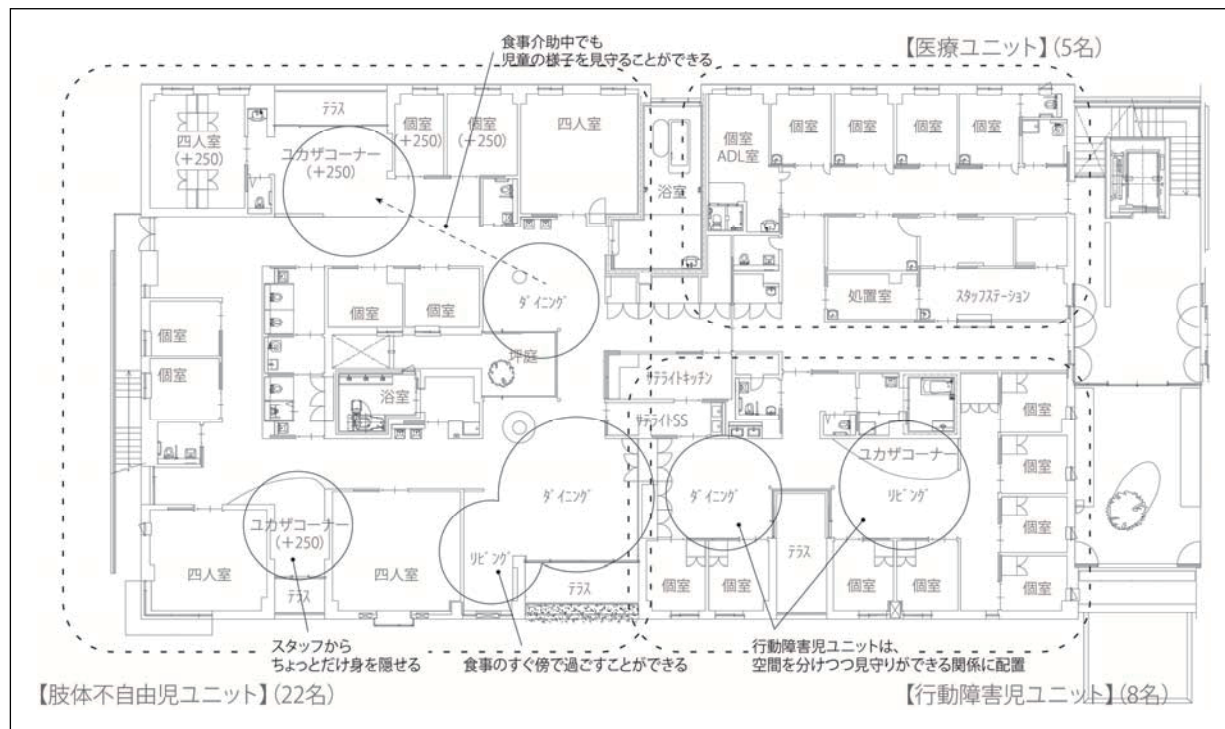 食事介助中でも
児童の様子を見守ることができる
【医療ユニット】(5名)
テラス
四人室
(+250)
ユカザコーナー
(+250)
個室
(+250)
個室
(+250)
四人室
浴室
個室
ADL室
個室
個室
個室
個室
ダイニング
個室
個室
処置室
スタッフステーション
個室
個室
坪庭
浴室
サテライトキッチン
サテライトSS
個室
個室
個室
個室
ユカザコーナー
リビング
ダイニング
ダイニング
ユカザコーナー
(+250)
リビング
四人室
テラス
四人室
テラス
個室
個室
テラス
個室
個室
スタッフから
ちょっとだけ身を隠せる
食事のすぐ傍で過ごすことができる
行動障害児ユニットは、
空間を分けつつ見守りができる関係に配置
【肢体不自由児ユニット】(22名)
【行動障害児ユニット】(8名)